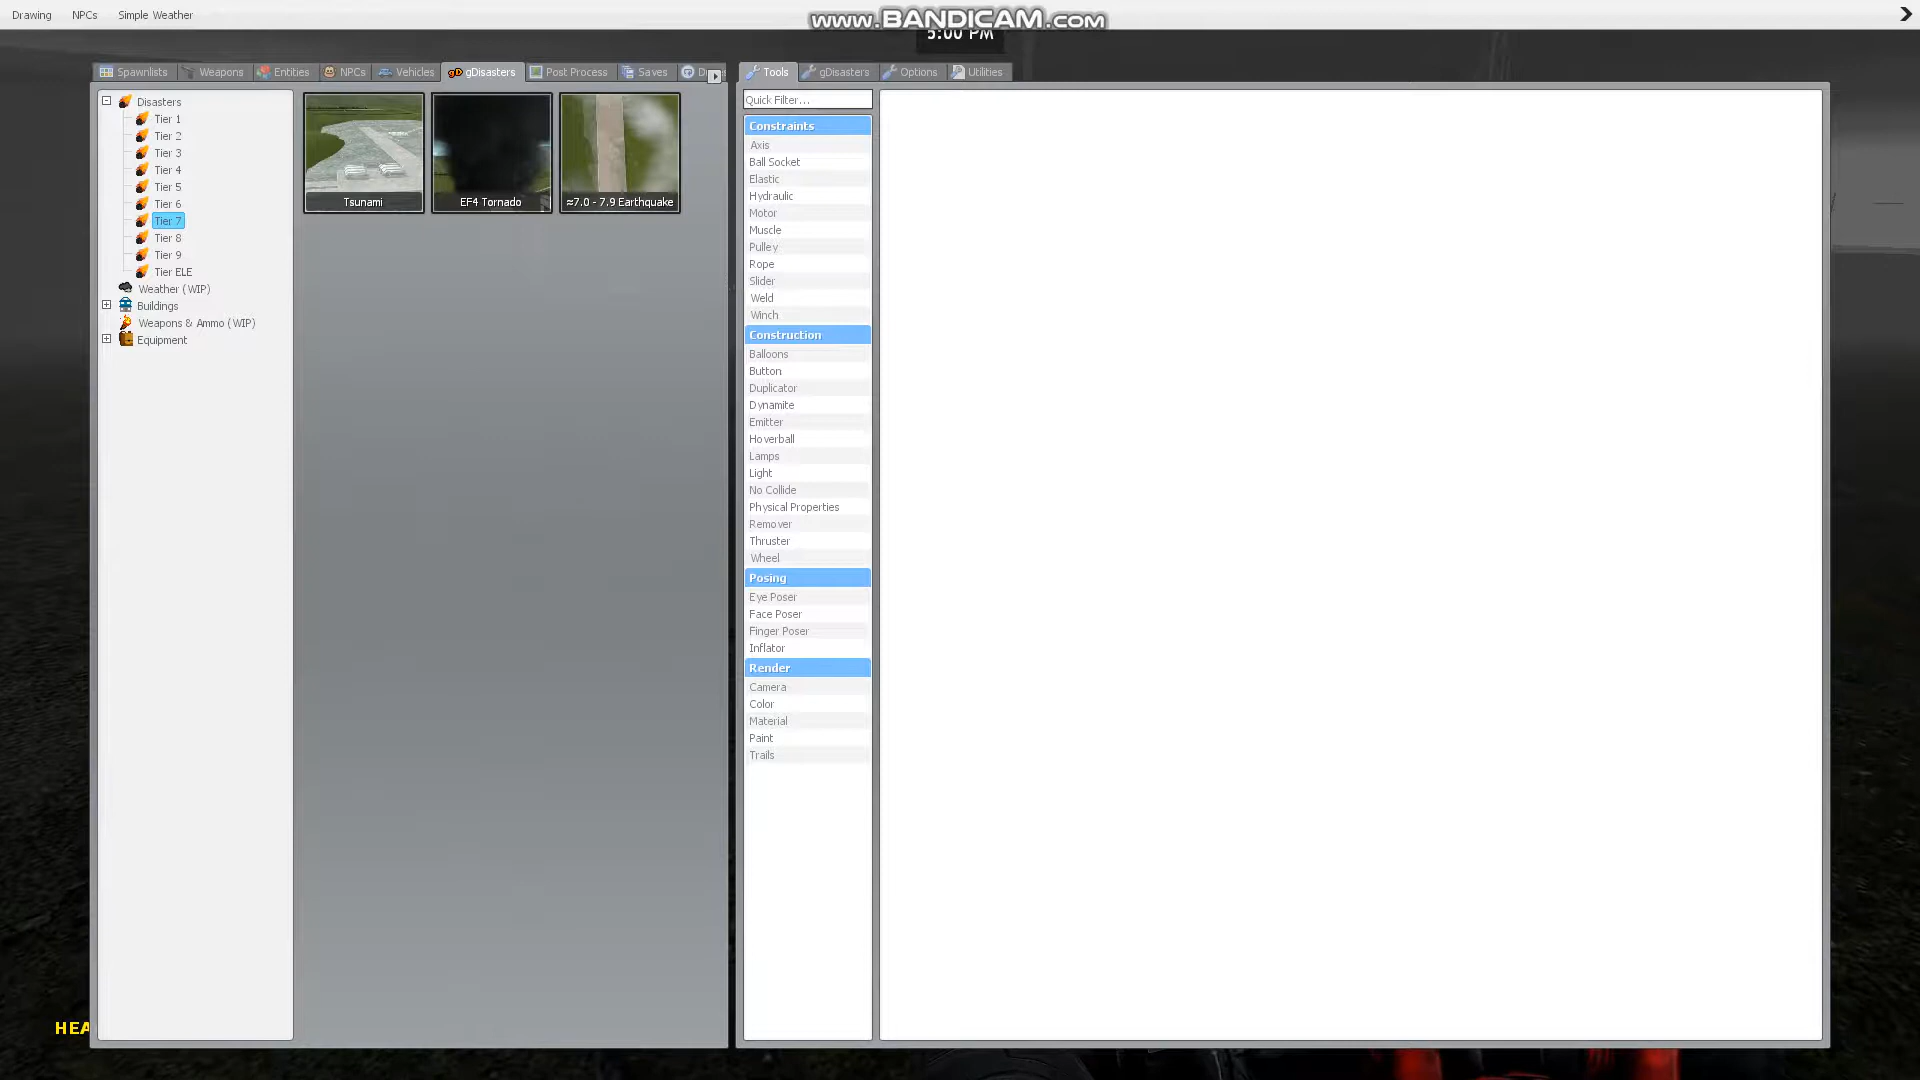 Drawing NPCs Simple Weather
www.BANDICAM.com
5:00 PM
Spawnlists Weapons Entities NPCs Vehicles gDisasters Post Process Saves
Tools gDisasters Options Utilities
Disasters
Tier 1
Tier 2
Tier 3
Tier 4
Tier 5
Tier 6
Tier 7
Tier 8
Tier 9
Tier ELE
Weather (WIP)
Buildings
Weapons & Ammo (WIP)
Equipment
Tsunami
EF4 Tornado
≈7.0 - 7.9 Earthquake
Quick Filter...
Constraints
Axis
Ball Socket
Elastic
Hydraulic
Motor
Muscle
Pulley
Rope
Slider
Weld
Winch
Construction
Balloons
Button
Duplicator
Dynamite
Emitter
Hoverball
Lamps
Light
No Collide
Physical Properties
Remover
Thruster
Wheel
Posing
Eye Poser
Face Poser
Finger Poser
Inflator
Render
Camera
Color
Material
Paint
Trails
HEA